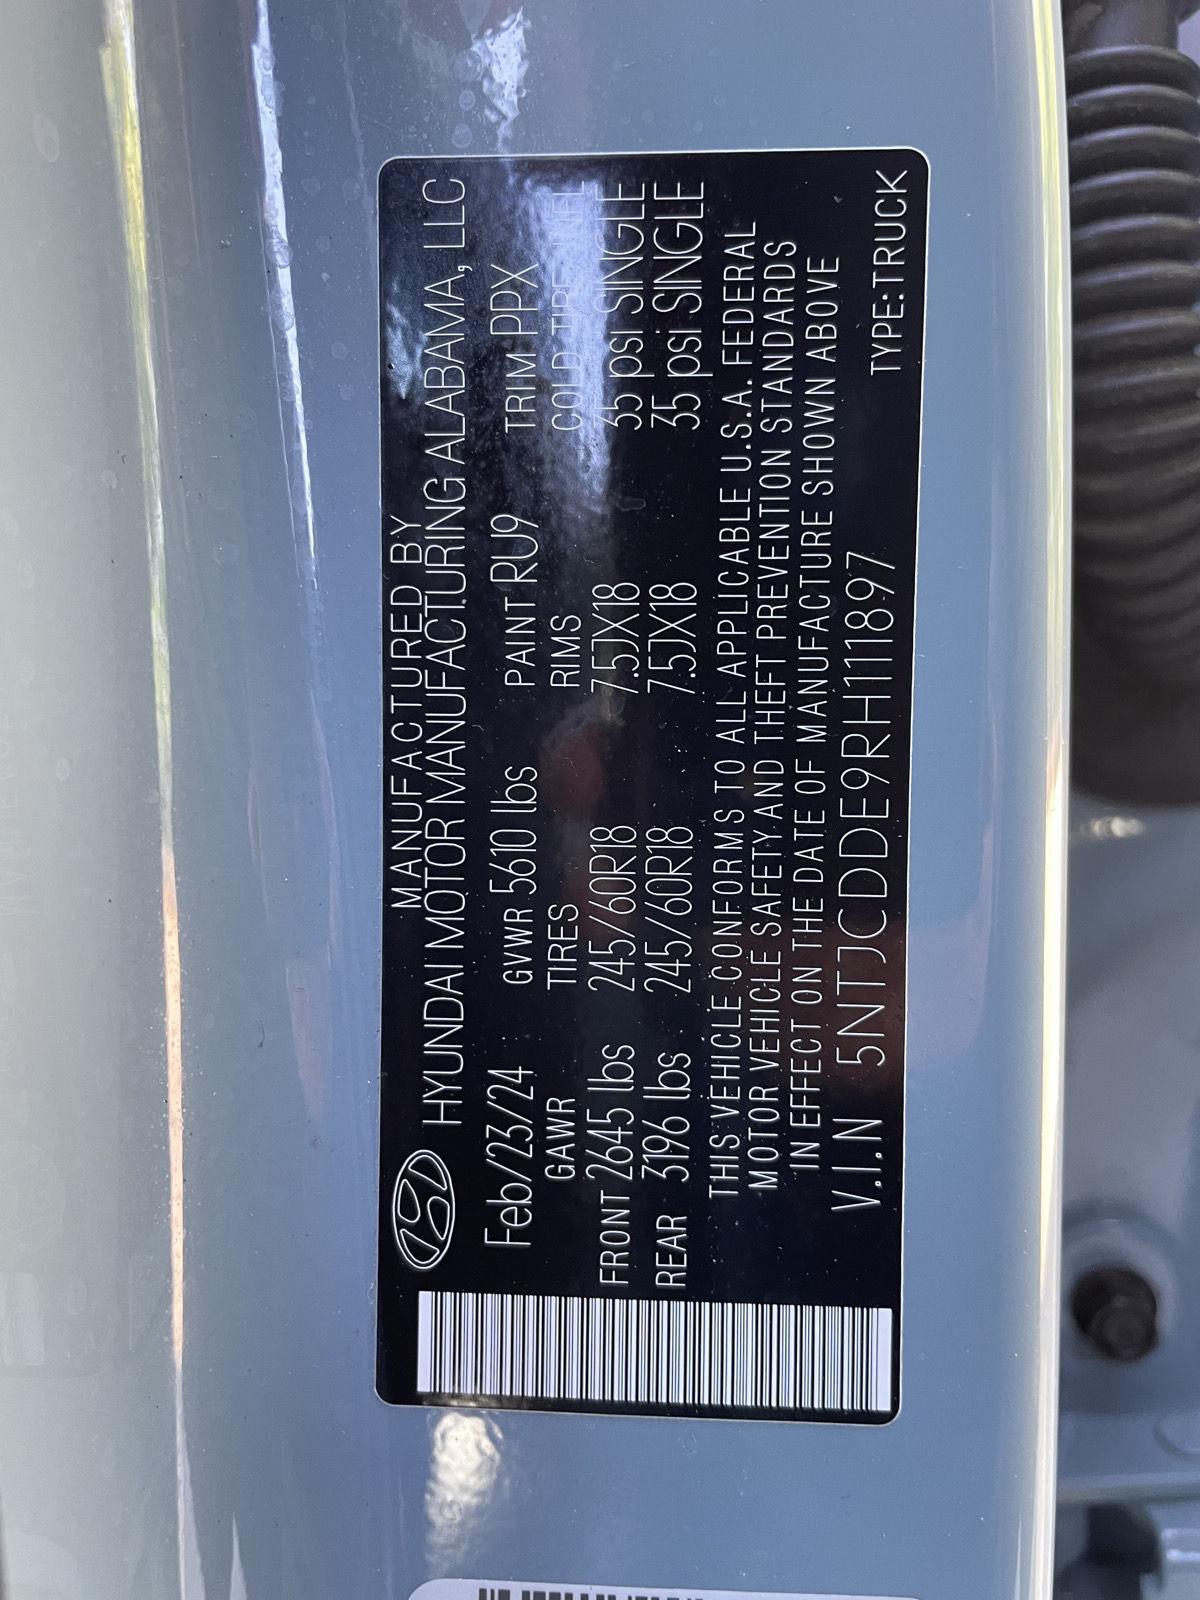 MANUFACTURED BY
HYUNDAI MOTOR MANUFACTURING ALABAMA, LLC
Feb/23/24 GVWR 5610 lbs PAINT RU9 TRIM PPX
GAWR TIRES RIMS COLD TIRE INFL
FRONT 2645 lbs 245/60R18 7.5JX18 35 psi SINGLE
REAR 3196 lbs 245/60R18 7.5JX18 35 psi SINGLE
THIS VEHICLE CONFORMS TO ALL APPLICABLE U.S.A. FEDERAL
MOTOR VEHICLE SAFETY AND THEFT PREVENTION STANDARDS
IN EFFECT ON THE DATE OF MANUFACTURE SHOWN ABOVE
V.I.N 5NTJCDDE9RH111897 TYPE:TRUCK